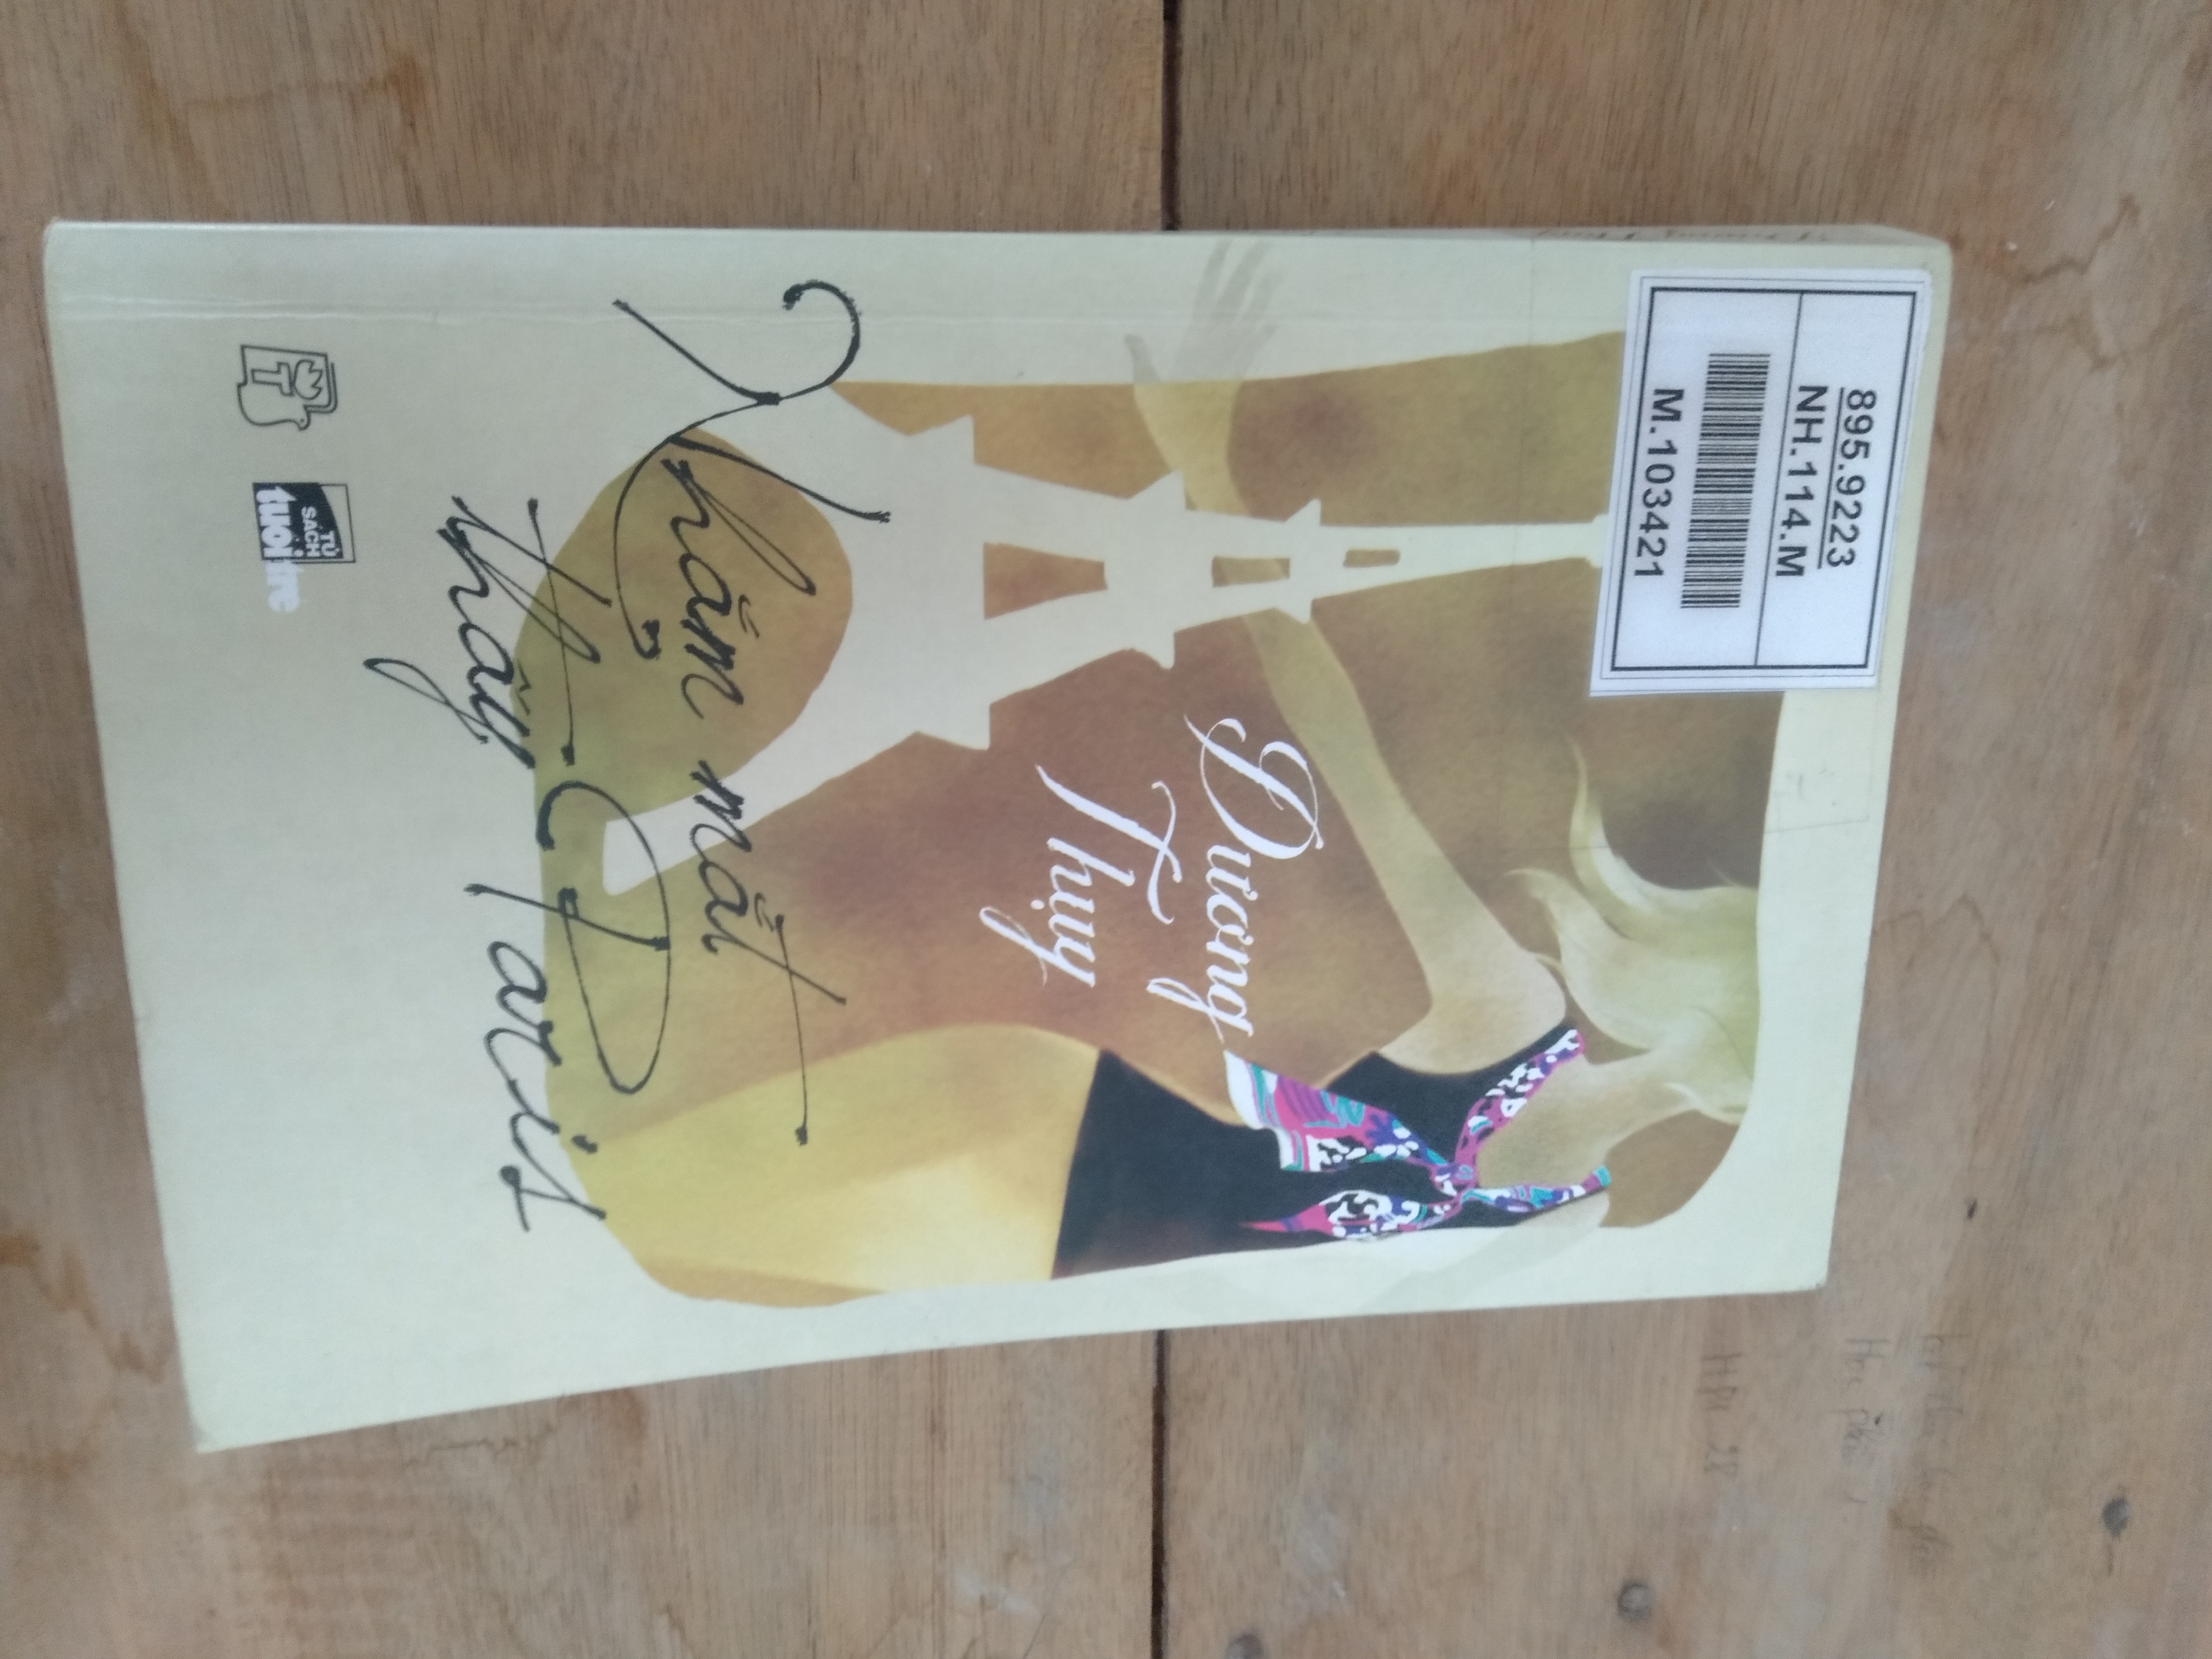 895.9223
NH.114.M
M.103421
Dương
Thụy
Nhắm mắt
thấy Paris
T
TỦ
SÁCH
tuổi trẻ